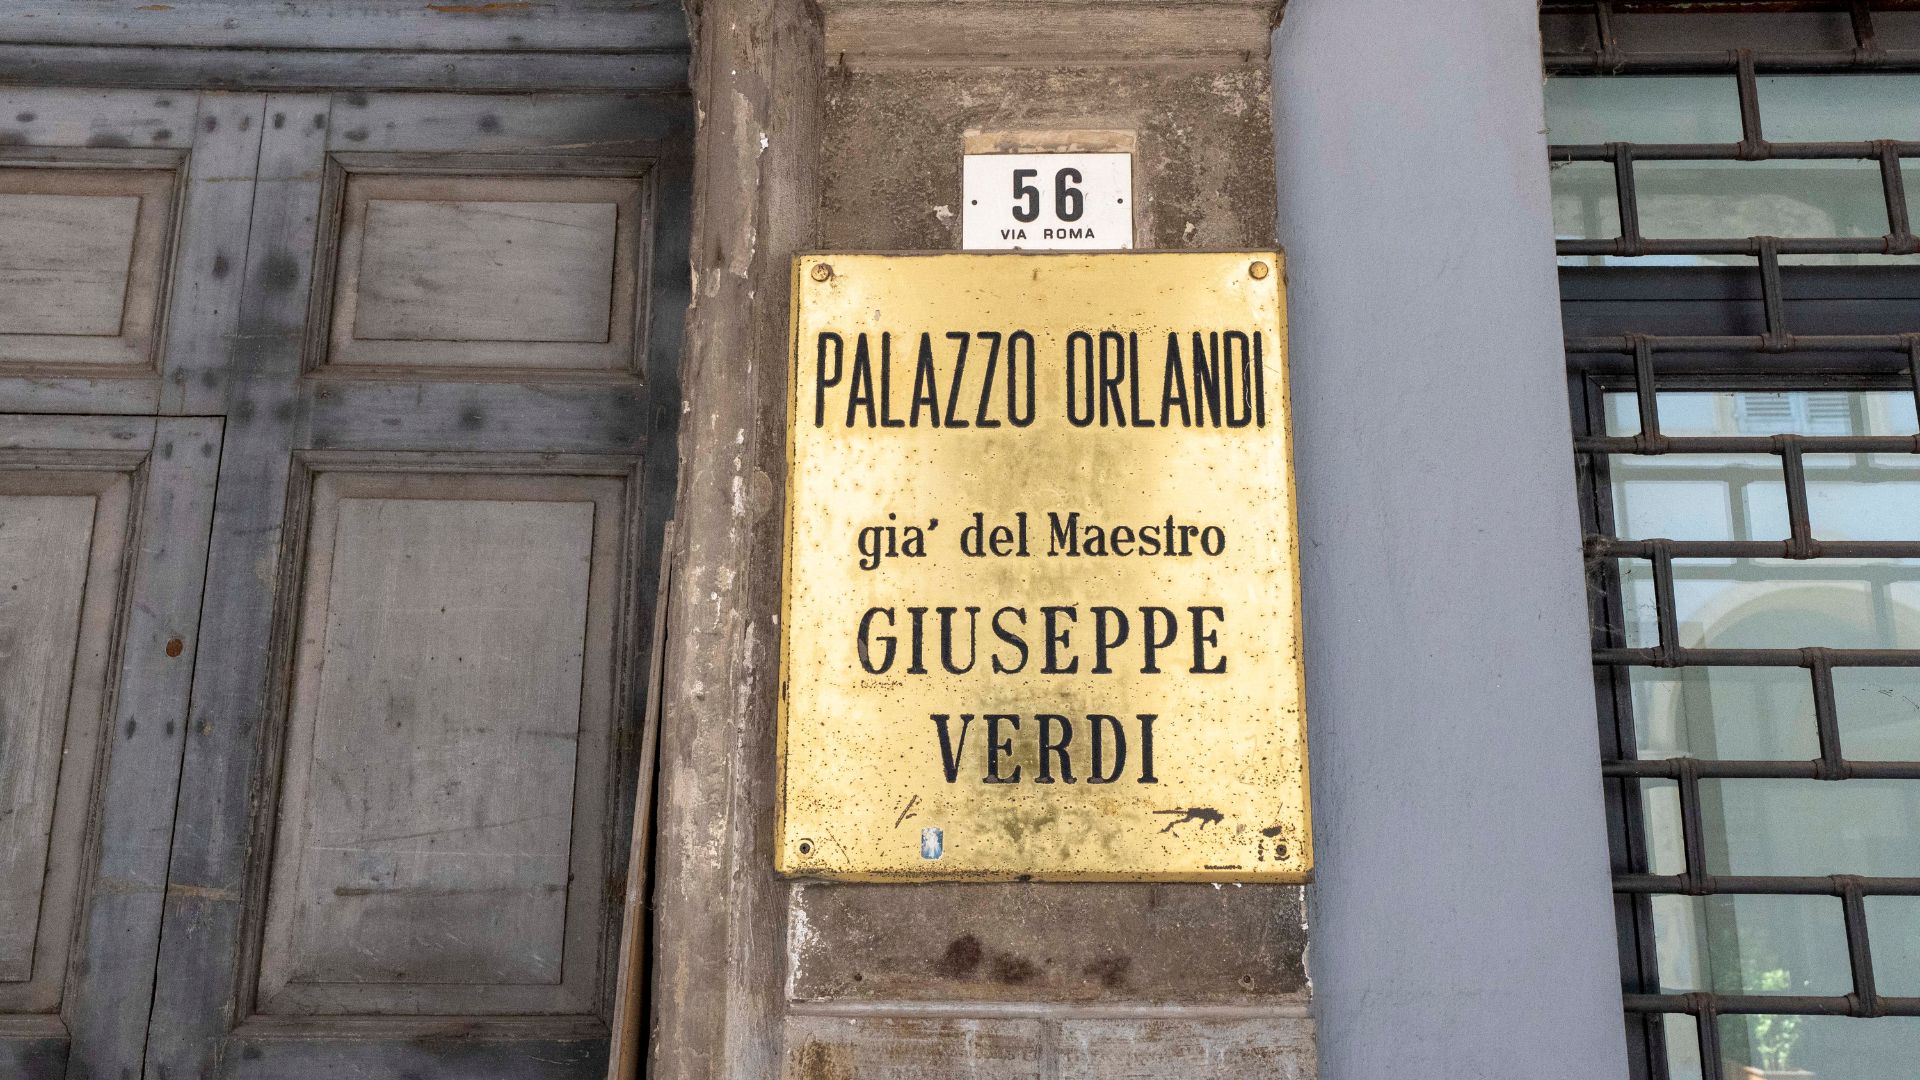 56
VIA ROMA
PALAZZO ORLANDI
gia' del Maestro
GIUSEPPE
VERDI